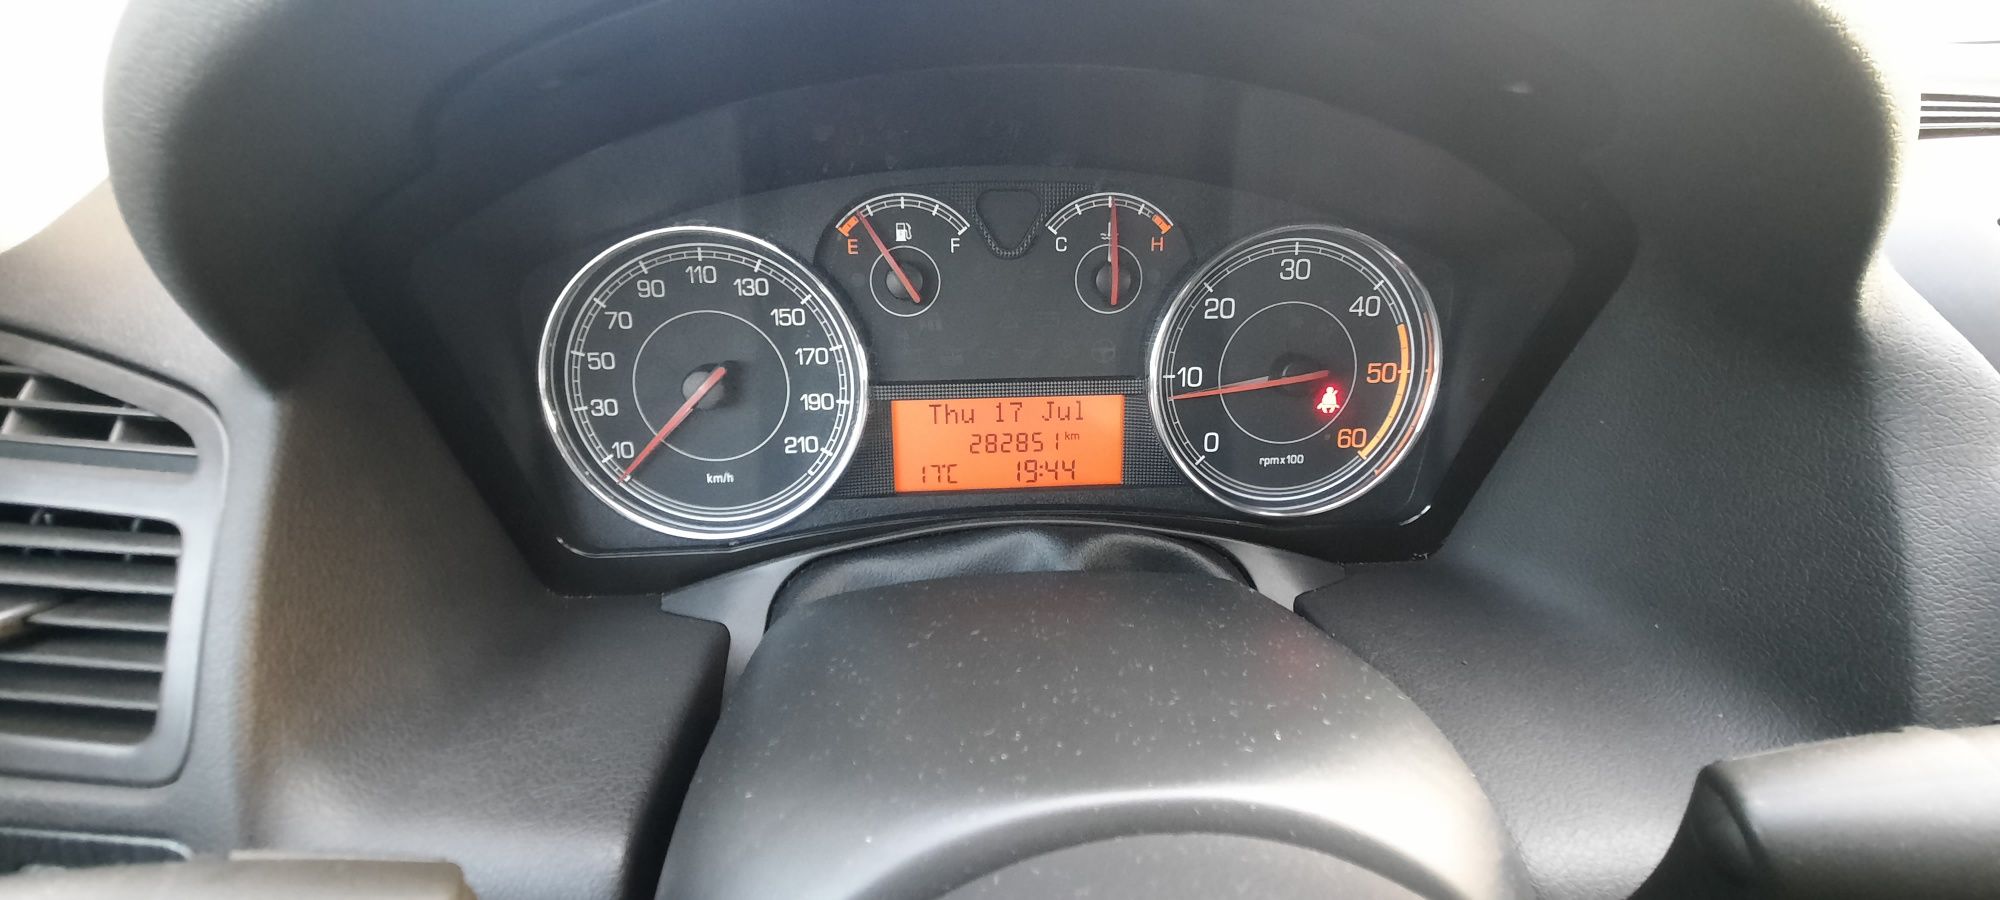 E F
C H
10 30 50 70 90 110 130 150 170 190 210
km/h
Thu 17 Jul
282851 km
17°C 19:44
0 10 20 30 40 50 60
rpm x 100